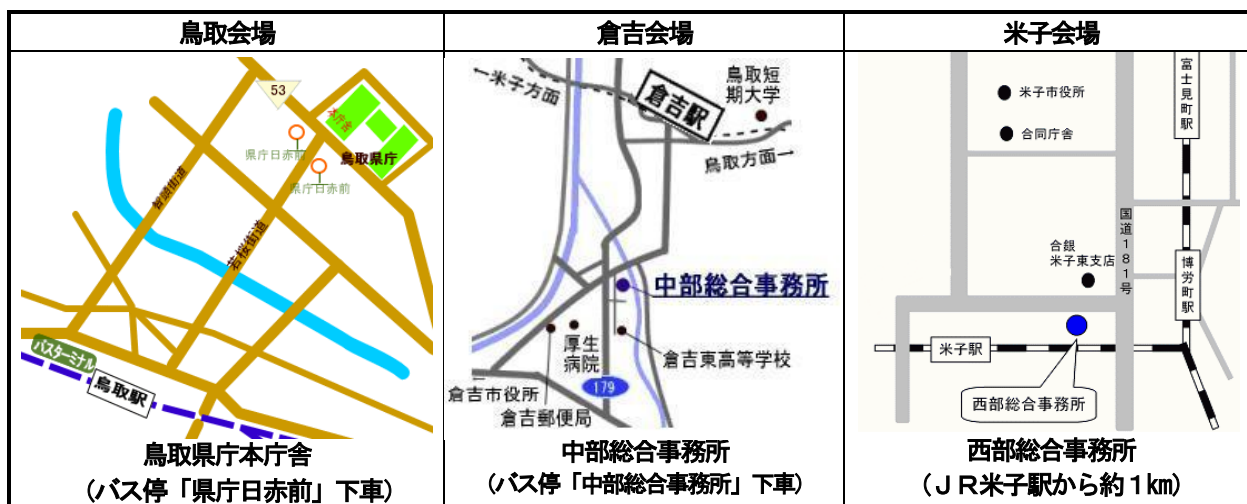 鳥取会場
53
本庁舎
県庁日赤前
鳥取県庁
県庁日赤前
智頭街道
若桜街道
バスターミナル
鳥取駅
鳥取県庁本庁舎
（バス停「県庁日赤前」下車）
倉吉会場
←米子方面
倉吉駅
鳥取短
期大学
鳥取方面→
中部総合事務所
厚生
病院
倉吉東高等学校
179
←
倉吉市役所
倉吉郵便局
中部総合事務所
（バス停「中部総合事務所」下車）
米子会場
富士見町駅
米子市役所
合同庁舎
国道181号
合銀
米子東支店
博労町駅
米子駅
西部総合事務所
西部総合事務所
（ＪＲ米子駅から約１㎞）